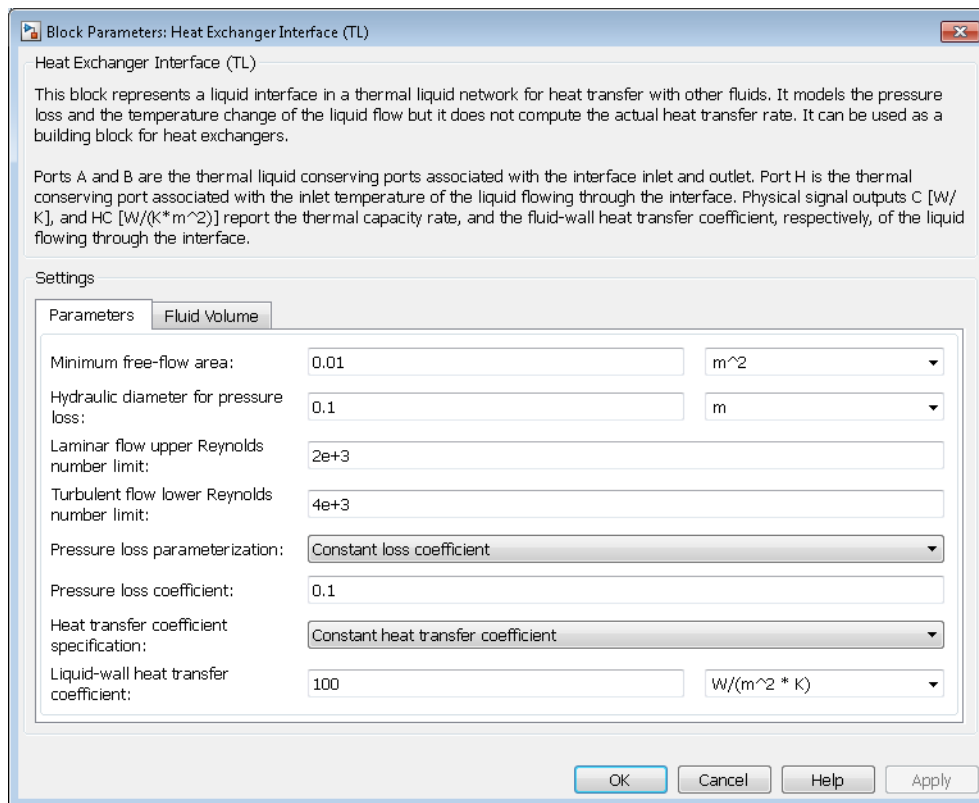 Block Parameters: Heat Exchanger Interface (TL)
Heat Exchanger Interface (TL)
This block represents a liquid interface in a thermal liquid network for heat transfer with other fluids. It models the pressure
loss and the temperature change of the liquid flow but it does not compute the actual heat transfer rate. It can be used as a
building block for heat exchangers.
Ports A and B are the thermal liquid conserving ports associated with the interface inlet and outlet. Port H is the thermal
conserving port associated with the inlet temperature of the liquid flowing through the interface. Physical signal outputs C [W/
K], and HC [W/(K*m^2)] report the thermal capacity rate, and the fluid-wall heat transfer coefficient, respectively, of the liquid
flowing through the interface.
Settings
Parameters Fluid Volume
Minimum free-flow area: 0.01 m^2
Hydraulic diameter for pressure
loss: 0.1 m
Laminar flow upper Reynolds
number limit: 2e+3
Turbulent flow lower Reynolds
number limit: 4e+3
Pressure loss parameterization: Constant loss coefficient
Pressure loss coefficient: 0.1
Heat transfer coefficient
specification: Constant heat transfer coefficient
Liquid-wall heat transfer
coefficient: 100 W/(m^2 * K)
OK Cancel Help Apply